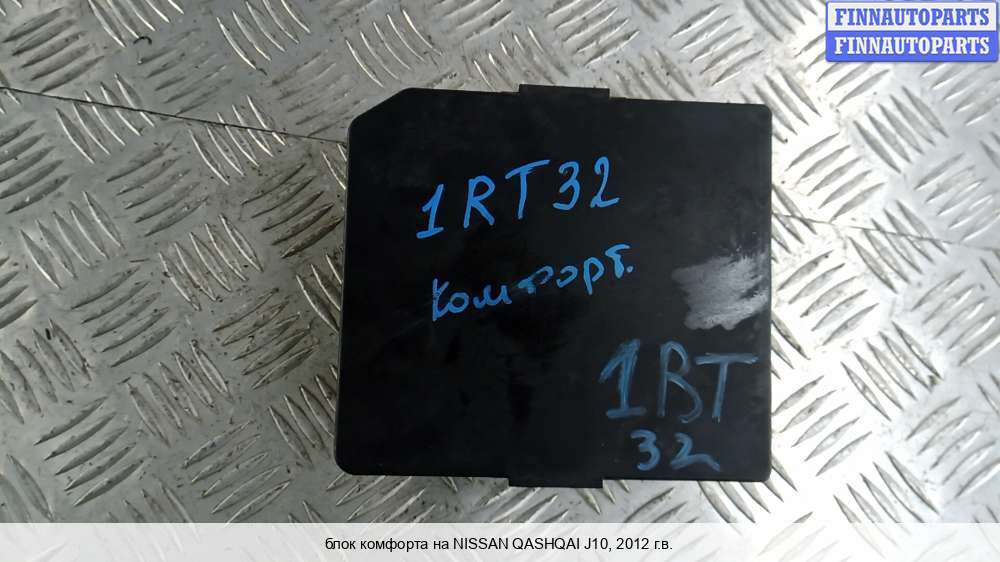 FINNAUTOPARTS
FINNAUTOPARTS
1RT32
Комфорт.
1BT
32
блок комфорта на NISSAN QASHQAI J10, 2012 г.в.